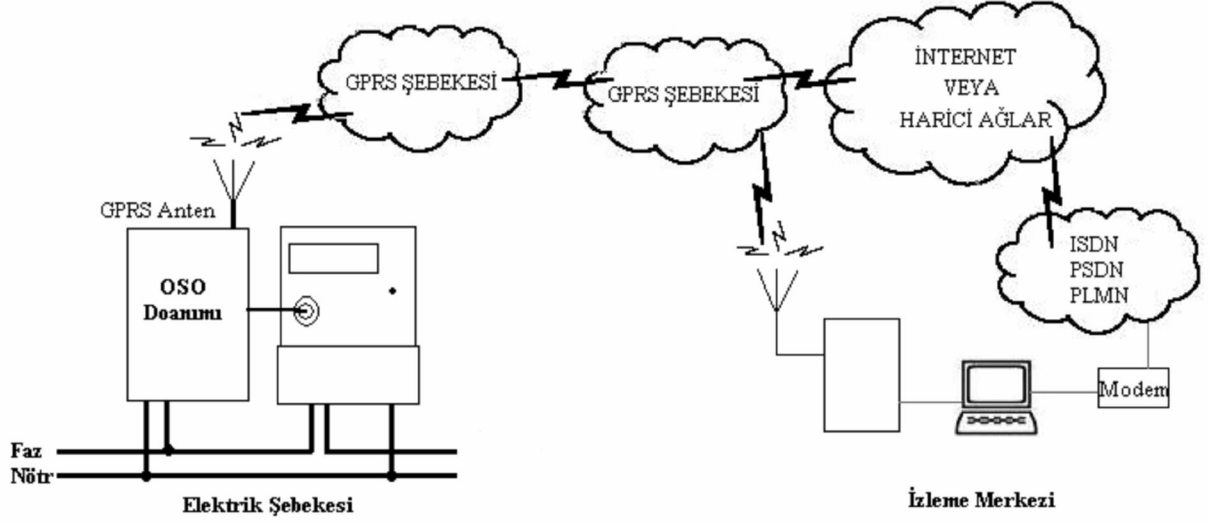 GPRS ŞEBEKESİ
GPRS ŞEBEKESİ
İNTERNET
VEYA
HARİCİ AĞLAR
GPRS Anten
OSO
Doanımı
ISDN
PSDN
PLMN
Modem
Faz
Nötr
Elektrik Şebekesi
İzleme Merkezi